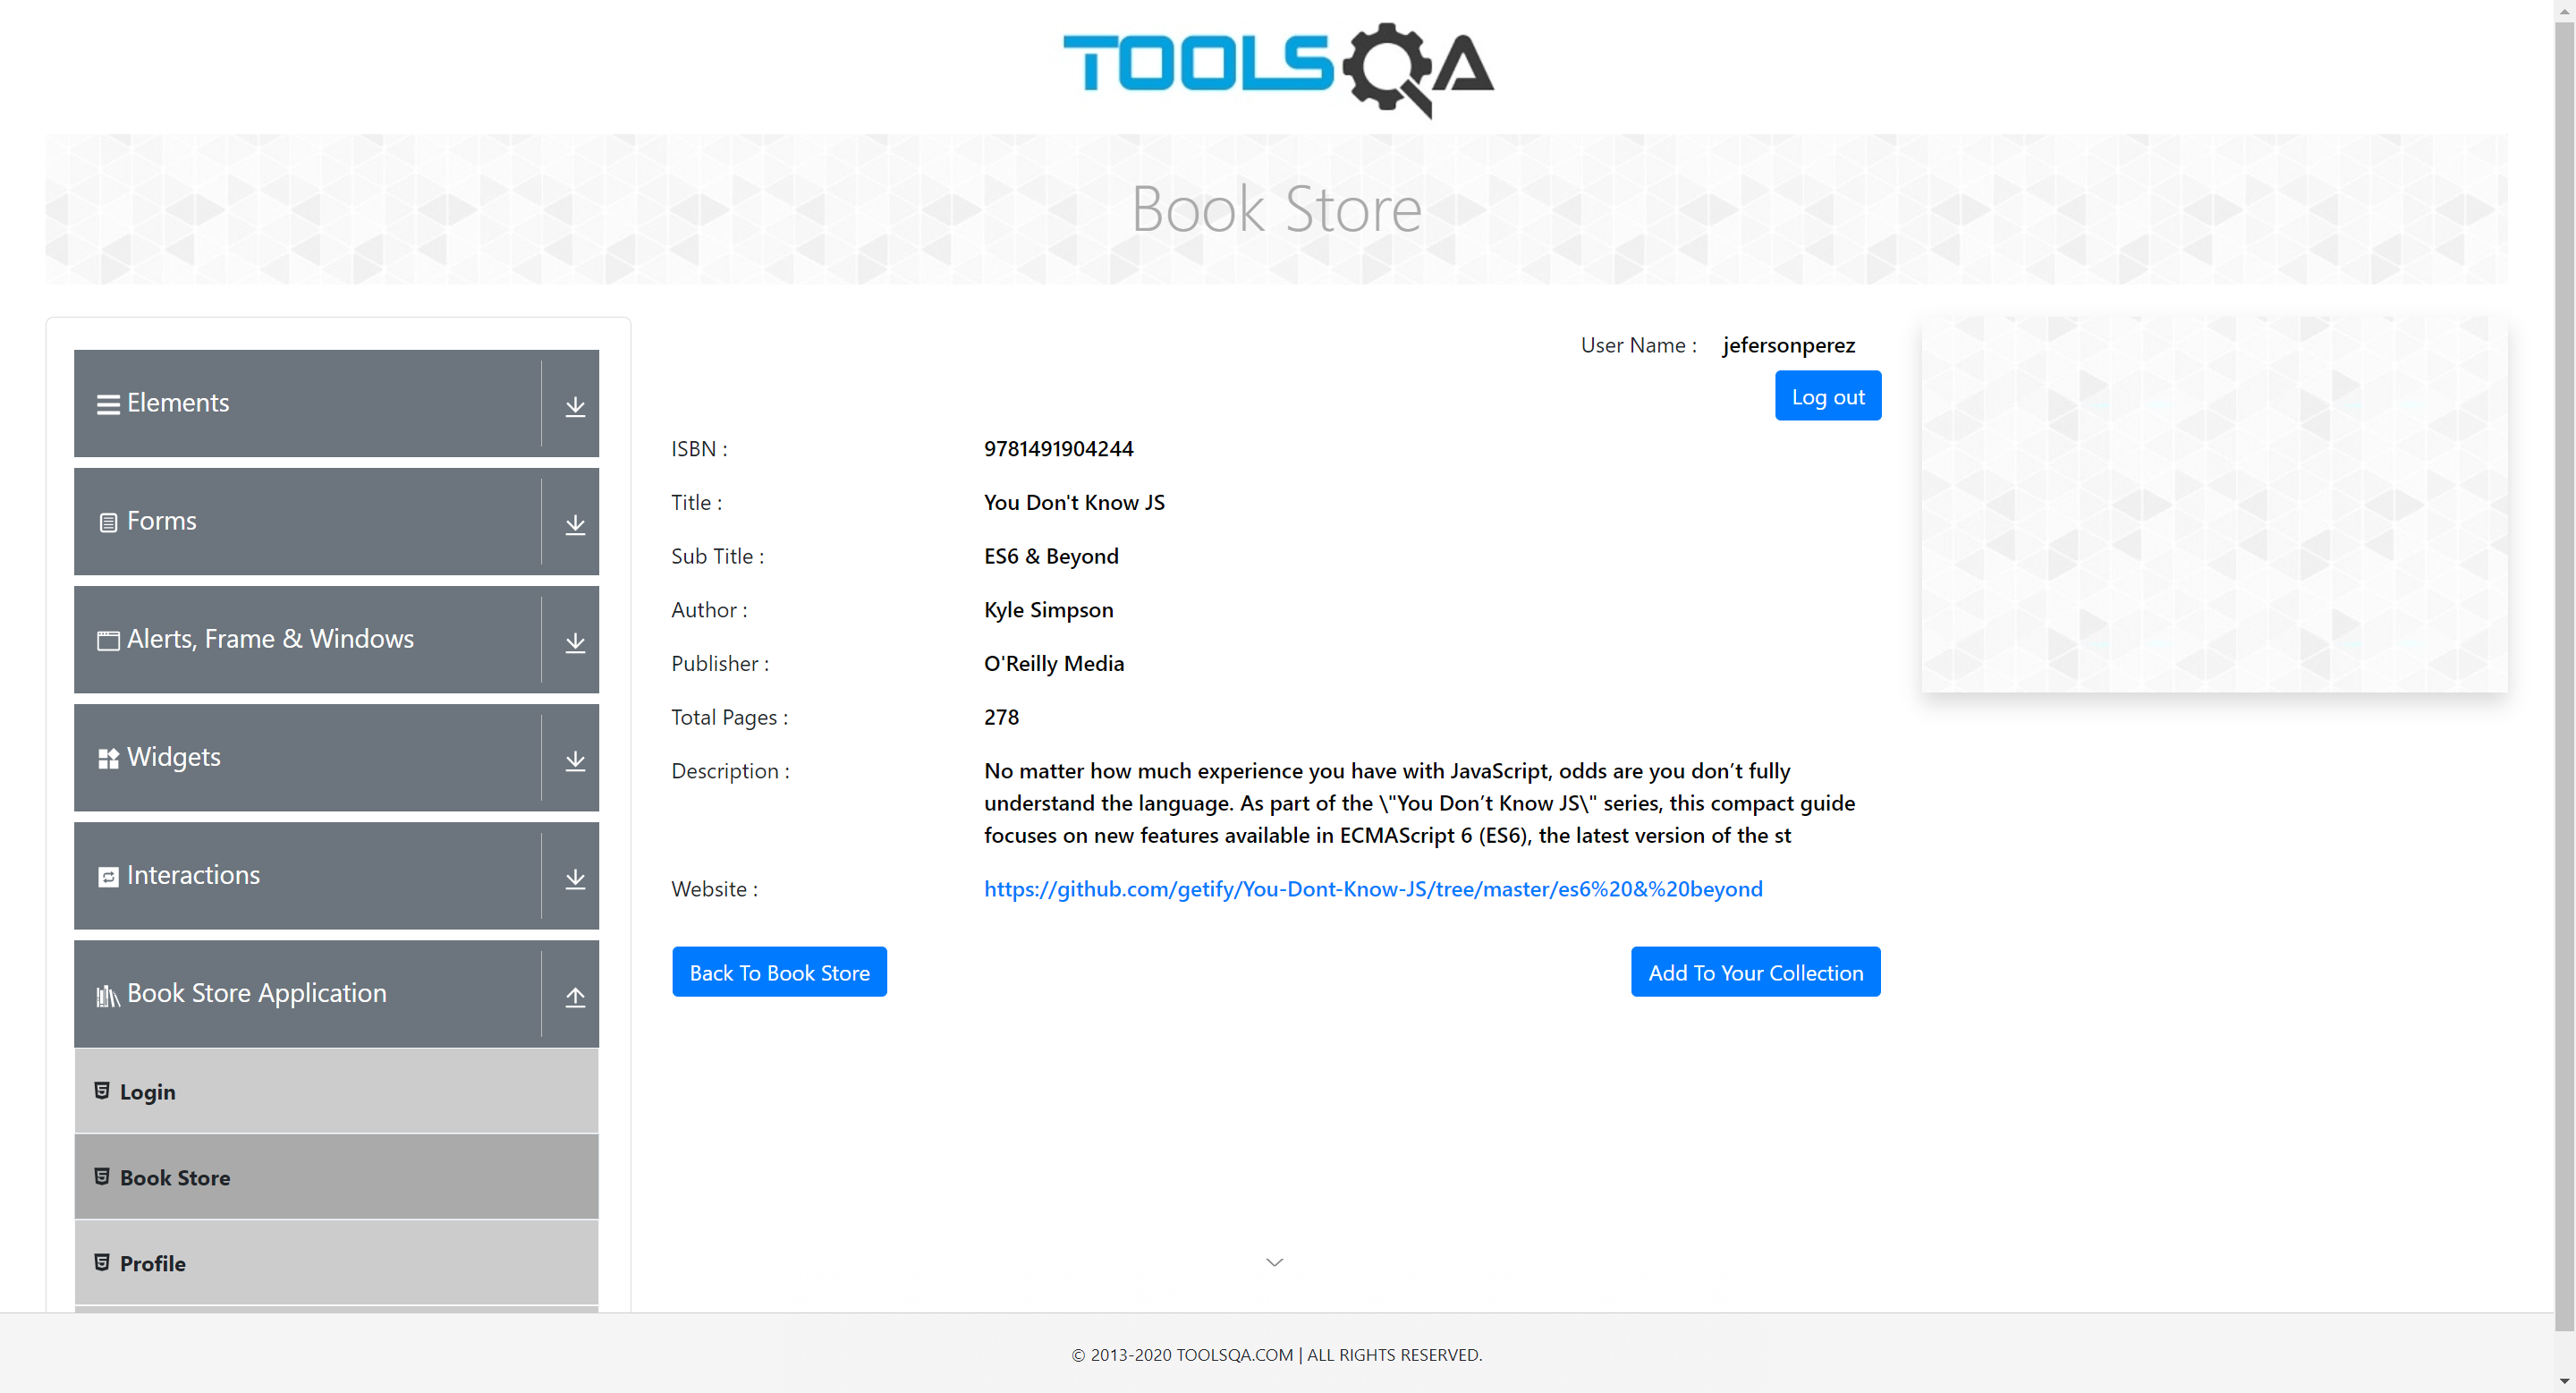 TOOLSQA
Book Store
Elements
Forms
Alerts, Frame & Windows
Widgets
Interactions
Book Store Application
Login
Book Store
Profile
User Name : jefersonperez
Log out
ISBN : 9781491904244
Title : You Don't Know JS
Sub Title : ES6 & Beyond
Author : Kyle Simpson
Publisher : O'Reilly Media
Total Pages : 278
Description : No matter how much experience you have with JavaScript, odds are you don’t fully
understand the language. As part of the \"You Don’t Know JS\" series, this compact guide
focuses on new features available in ECMAScript 6 (ES6), the latest version of the st
Website : https://github.com/getify/You-Dont-Know-JS/tree/master/es6%20&%20beyond
Back To Book Store Add To Your Collection
© 2013-2020 TOOLSQA.COM | ALL RIGHTS RESERVED.